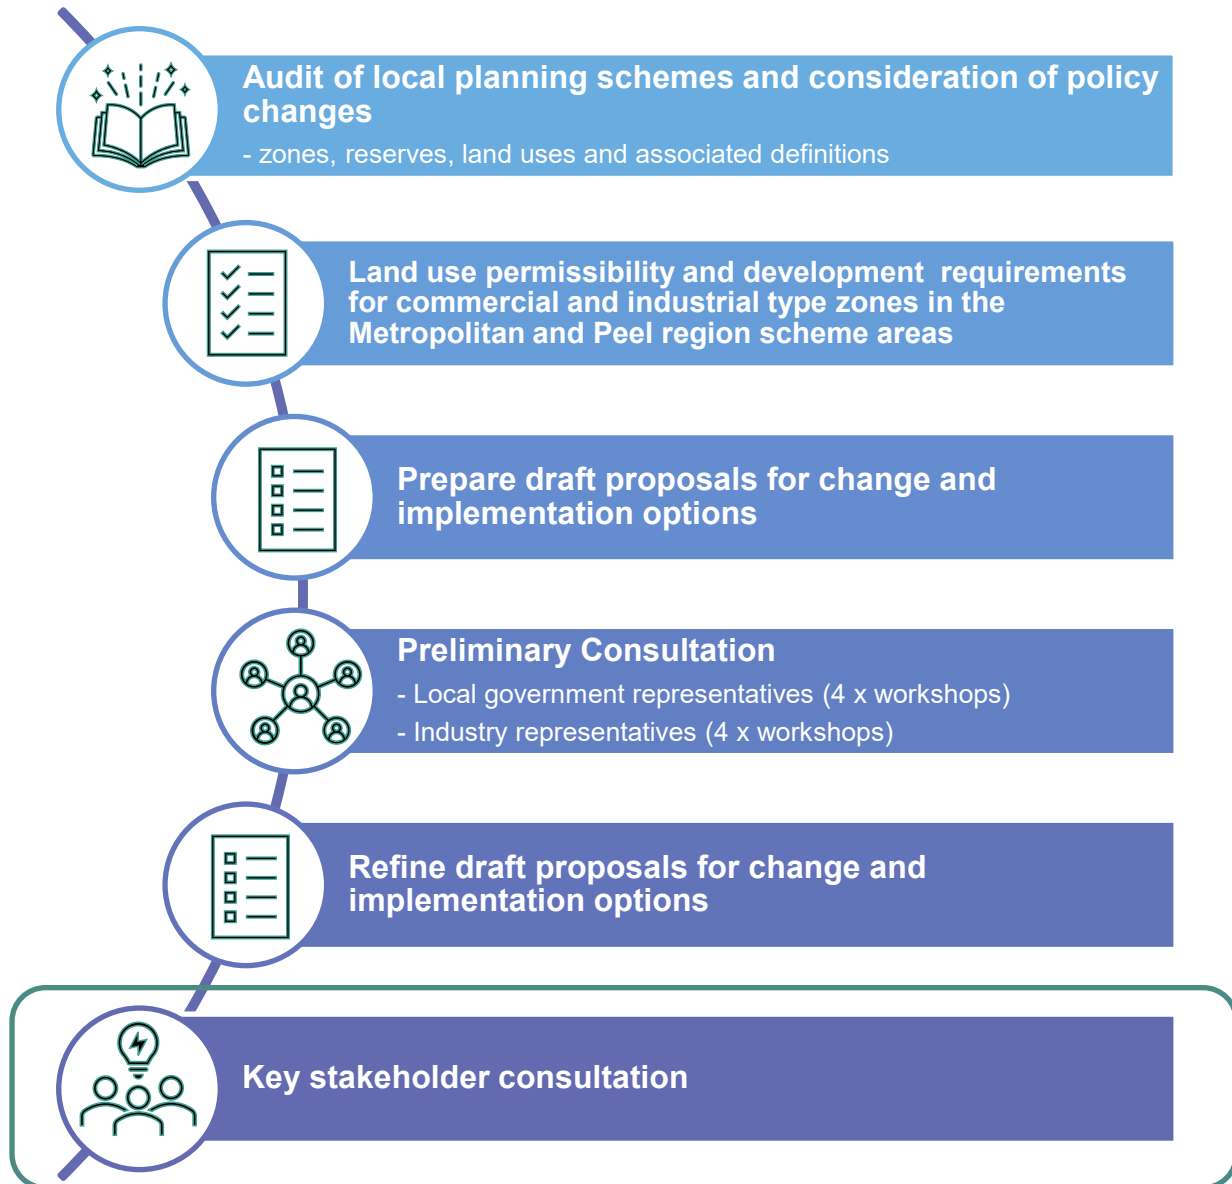 Audit of local planning schemes and consideration of policy
changes
- zones, reserves, land uses and associated definitions
Land use permissibility and development  requirements
for commercial and industrial type zones in the
Metropolitan and Peel region scheme areas
Prepare draft proposals for change and
implementation options
Preliminary Consultation
- Local government representatives (4 x workshops)
- Industry representatives (4 x workshops)
Refine draft proposals for change and
implementation options
Key stakeholder consultation